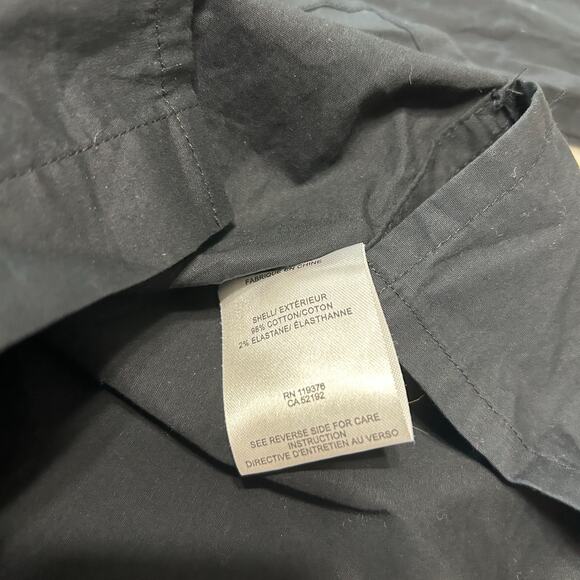 FABRIQUE EN CHINE
SHELL/ EXTÉRIEUR
98% COTTON/COTON
2% ELASTANE/ ÉLASTHANNE
RN 119376
CA 52192
SEE REVERSE SIDE FOR CARE
INSTRUCTION
DIRECTIVE D'ENTRETIEN AU VERSO